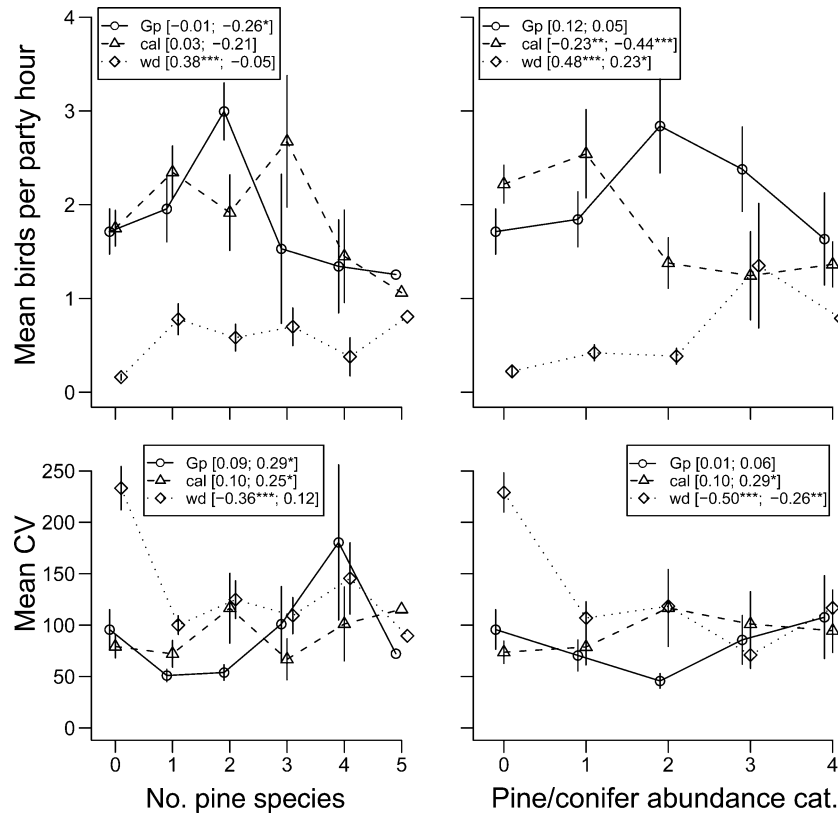 Gp [−0.01; −0.26*]
cal [0.03; −0.21]
wd [0.38***; −0.05]
Gp [0.12; 0.05]
cal [−0.23**; −0.44***]
wd [0.48***; 0.23*]
Mean birds per party hour
4
3
2
1
0
Gp [0.09; 0.29*]
cal [0.10; 0.25*]
wd [−0.36***; 0.12]
Gp [0.01; 0.06]
cal [0.10; 0.29*]
wd [−0.50***; −0.26**]
Mean CV
250
200
150
100
50
0
0 1 2 3 4 5
0 1 2 3 4
No. pine species
Pine/conifer abundance cat.